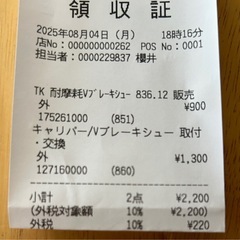 領収証
2025年08月04日（月） 18時16分
店No：000000000262 POS No：0001
担当者：0000229837 櫻井
TK 耐摩耗Vﾌﾞﾚｰｷｼｭｰ 836.12 販売
外 ¥900
175261000 (851)
キャリパー/Vブレーキシュー 取付
・交換
外 ¥1,300
127160000 (860)
小計 2点 ¥2,200
(外税対象額 10% ¥2,200)
外税 10% ¥220